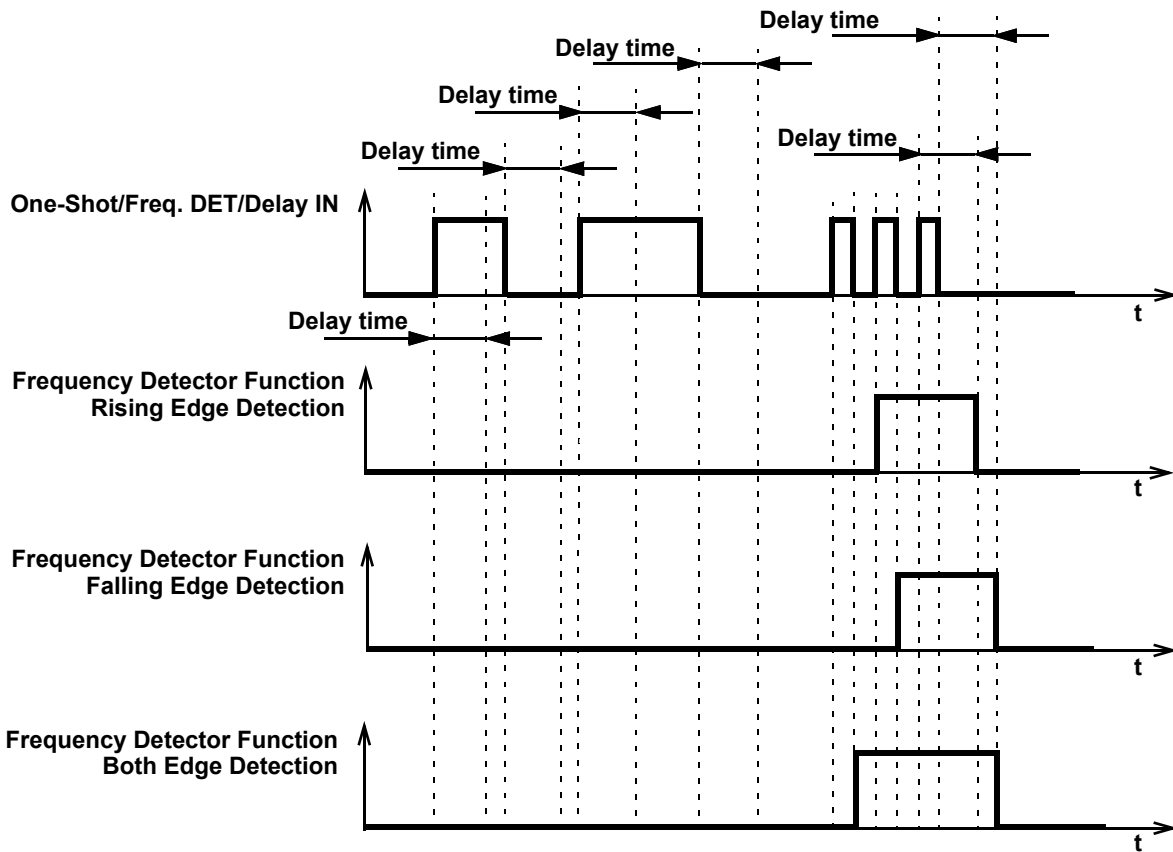 Delay time
Delay time
Delay time
Delay time
Delay time
One-Shot/Freq. DET/Delay IN
t
Delay time
Frequency Detector Function
Rising Edge Detection
t
Frequency Detector Function
Falling Edge Detection
t
Frequency Detector Function
Both Edge Detection
t